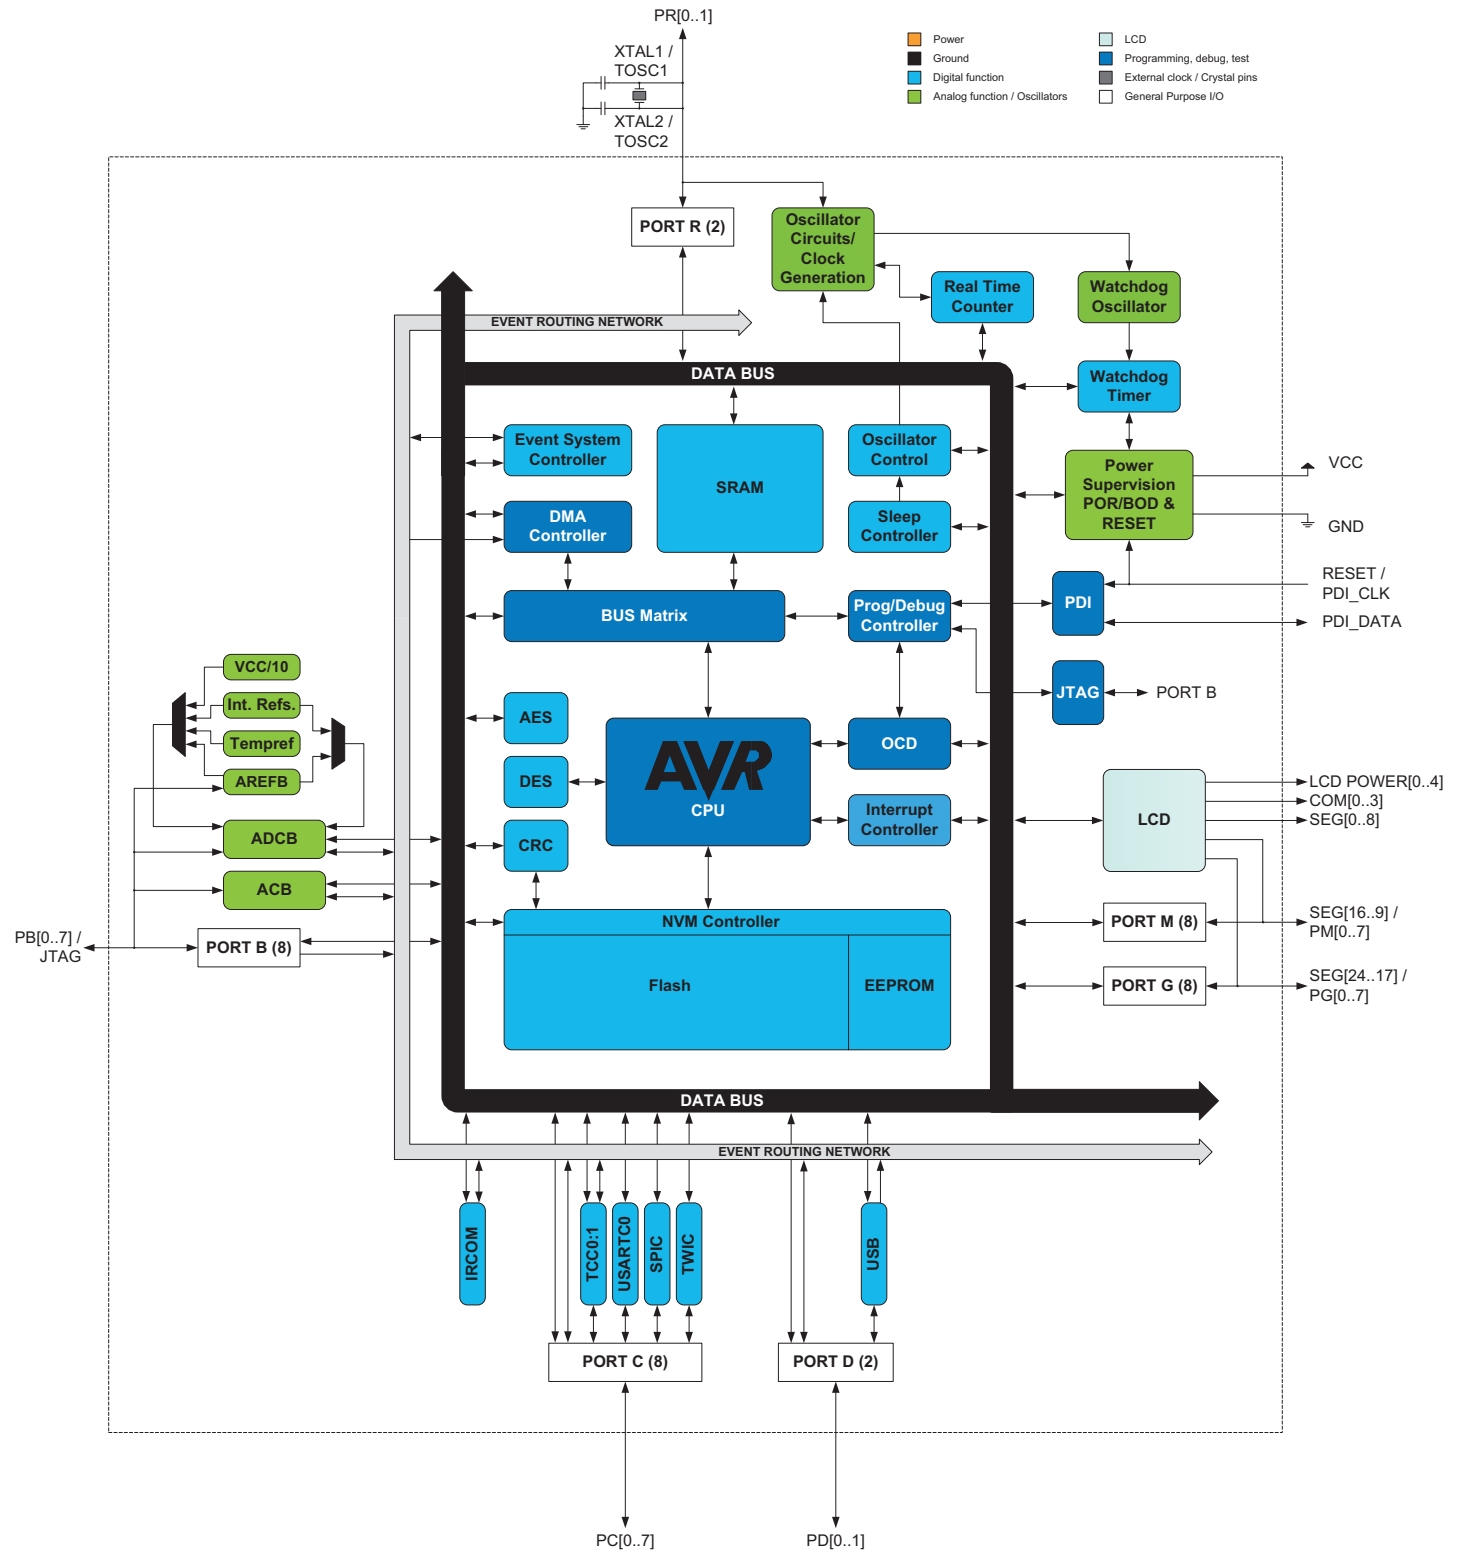 PR[0..1]
XTAL1 /
TOSC1
XTAL2 /
TOSC2
Power
Ground
Digital function
Analog function / Oscillators
LCD
Programming, debug, test
External clock / Crystal pins
General Purpose I/O
PORT R (2)
Oscillator
Circuits/
Clock
Generation
Real Time
Counter
Watchdog
Oscillator
EVENT ROUTING NETWORK
DATA BUS
Watchdog
Timer
Event System
Controller
SRAM
Oscillator
Control
Power
Supervision
POR/BOD &
RESET
VCC
GND
DMA
Controller
Sleep
Controller
RESET /
PDI_CLK
PDI_DATA
BUS Matrix
Prog/Debug
Controller
PDI
JTAG
PORT B
VCC/10
Int. Refs.
Tempref
AREFB
ADCB
ACB
AES
DES
CRC
AVR
CPU
OCD
Interrupt
Controller
LCD
LCD POWER[0..4]
COM[0..3]
SEG[0..8]
PORT M (8)
SEG[16..9] /
PM[0..7]
PORT G (8)
SEG[24..17] /
PG[0..7]
PB[0..7] /
JTAG
PORT B (8)
NVM Controller
Flash
EEPROM
DATA BUS
EVENT ROUTING NETWORK
IRCOM
TCC0:1
USARTC0
SPIC
TWIC
USB
PORT C (8)
PORT D (2)
PC[0..7]
PD[0..1]